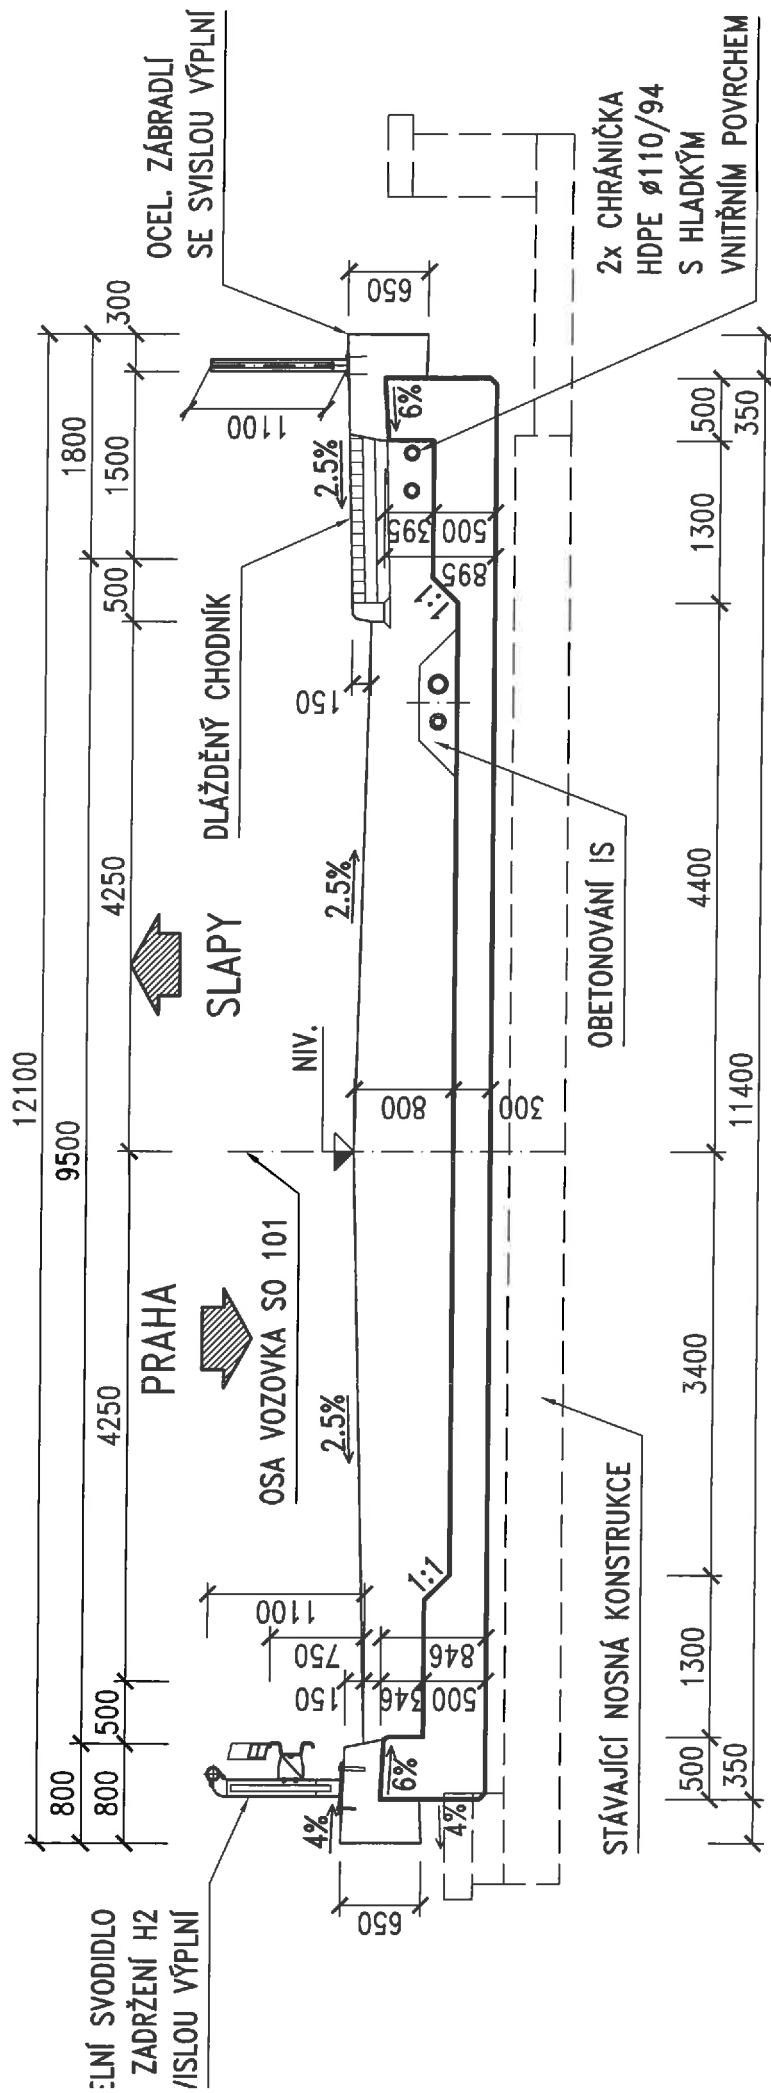 12100
9500
1800
300
800
800
500
4250
4250
500
1500
PRAHA
SLAPY
OCEL. ZÁBRADLÍ
SE SVISLOU VÝPLNÍ
DLÁŽDĚNÝ CHODNÍK
OSA VOZOVKA SO 101
NIV.
ELNÍ SVODIDLO
ZADRŽENÍ H2
VISLOU VÝPLNÍ
1100
750
150
346
846
500
650
4%
6%
4%
2.5%
1:1
800
300
2.5%
150
1:1
2.5%
1100
6%
395
500
895
650
2x CHRÁNIČKA
HDPE ø110/94
S HLADKÝM
VNITŘNÍM POVRCHEM
OBETONOVÁNÍ IS
STÁVAJÍCÍ NOSNÁ KONSTRUKCE
500
1300
3400
4400
1300
500
350
11400
350